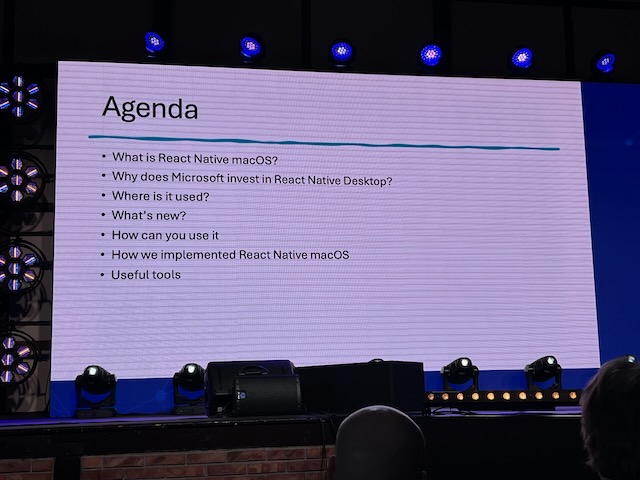 Agenda
• What is React Native macOS?
• Why does Microsoft invest in React Native Desktop?
• Where is it used?
• What's new?
• How can you use it
• How we implemented React Native macOS
• Useful tools